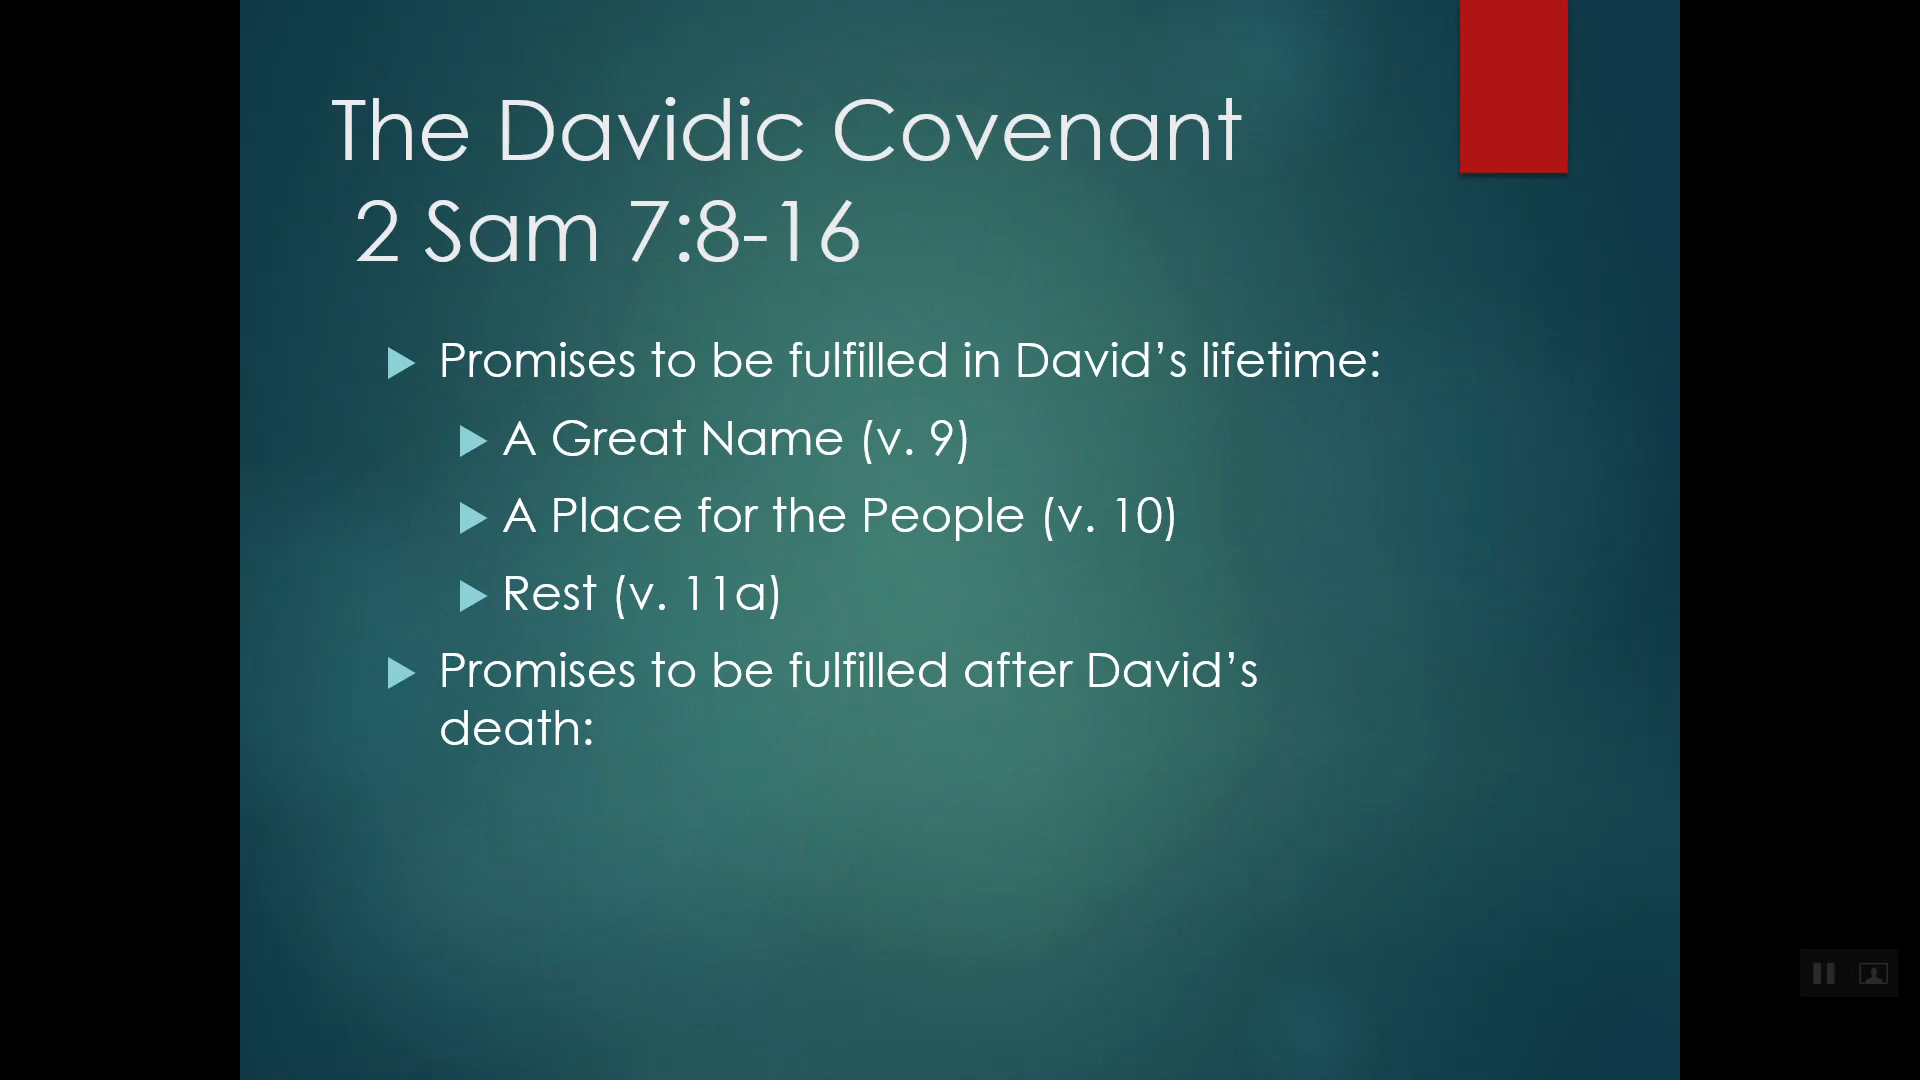 The Davidic Covenant
2 Sam 7:8-16
Promises to be fulfilled in David’s lifetime:
A Great Name (v. 9)
A Place for the People (v. 10)
Rest (v. 11a)
Promises to be fulfilled after David’s
death: